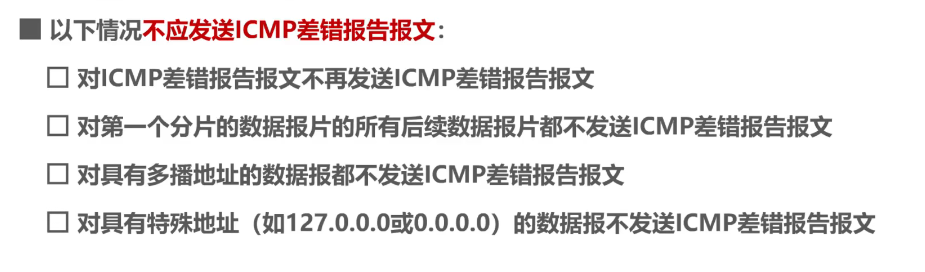 ■ 以下情况不应发送ICMP差错报告报文：
□ 对ICMP差错报告报文不再发送ICMP差错报告报文
□ 对第一个分片的数据报片的所有后续数据报片都不发送ICMP差错报告报文
□ 对具有多播地址的数据报都不发送ICMP差错报告报文
□ 对具有特殊地址（如127.0.0.0或0.0.0.0）的数据报不发送ICMP差错报告报文